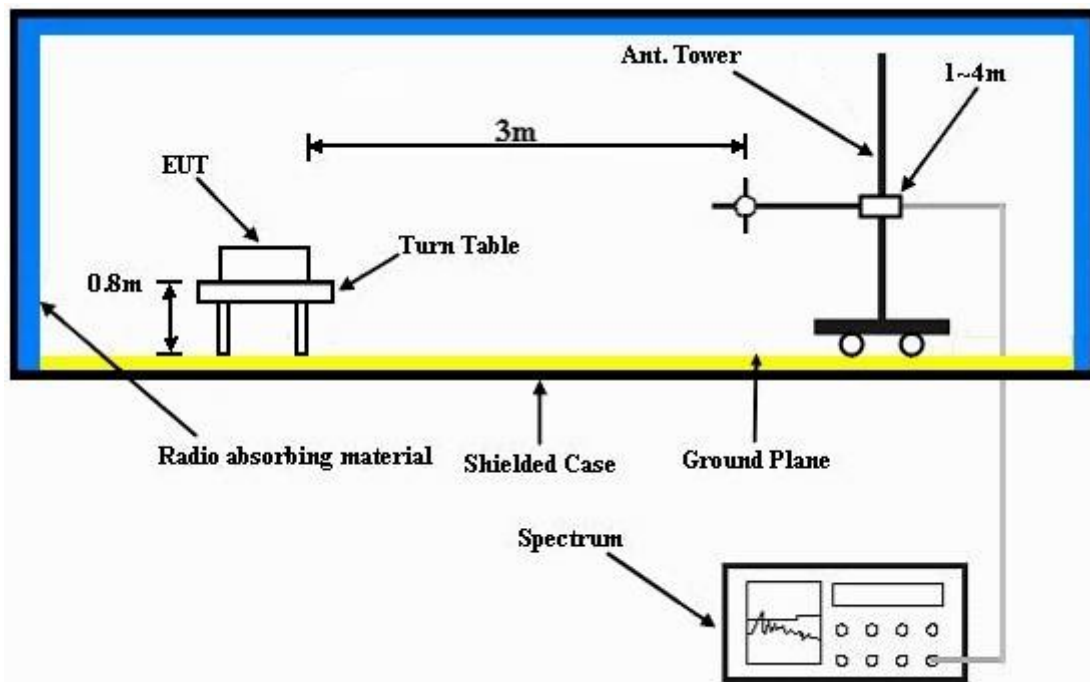 Ant. Tower
1~4m
3m
EUT
Turn Table
0.8m
Radio absorbing material
Shielded Case
Ground Plane
Spectrum